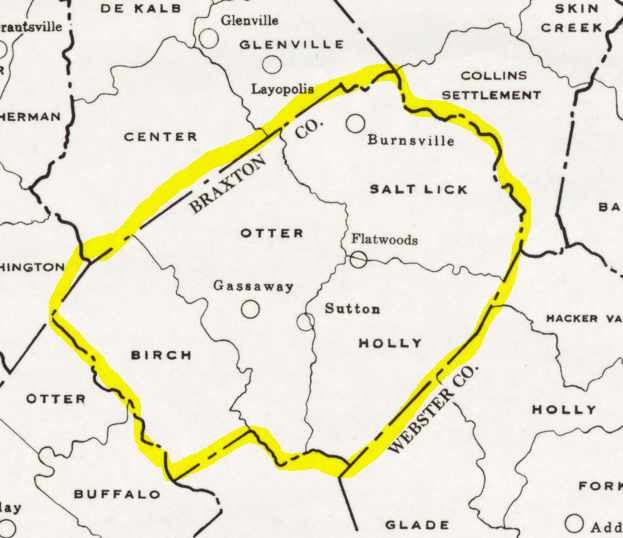 DE KALB
SKIN
CREEK
Glenville
rantsville
GLENVILLE
COLLINS
SETTLEMENT
Layopolis
HERMAN
CENTER
CO.
Burnsville
BRAXTON
SALT LICK
BA
OTTER
Flatwoods
HINGTON
Gassaway
Sutton
HACKER VA
HOLLY
BIRCH
WEBSTER CO.
OTTER
HOLLY
BUFFALO
FORK
lay
GLADE
Add